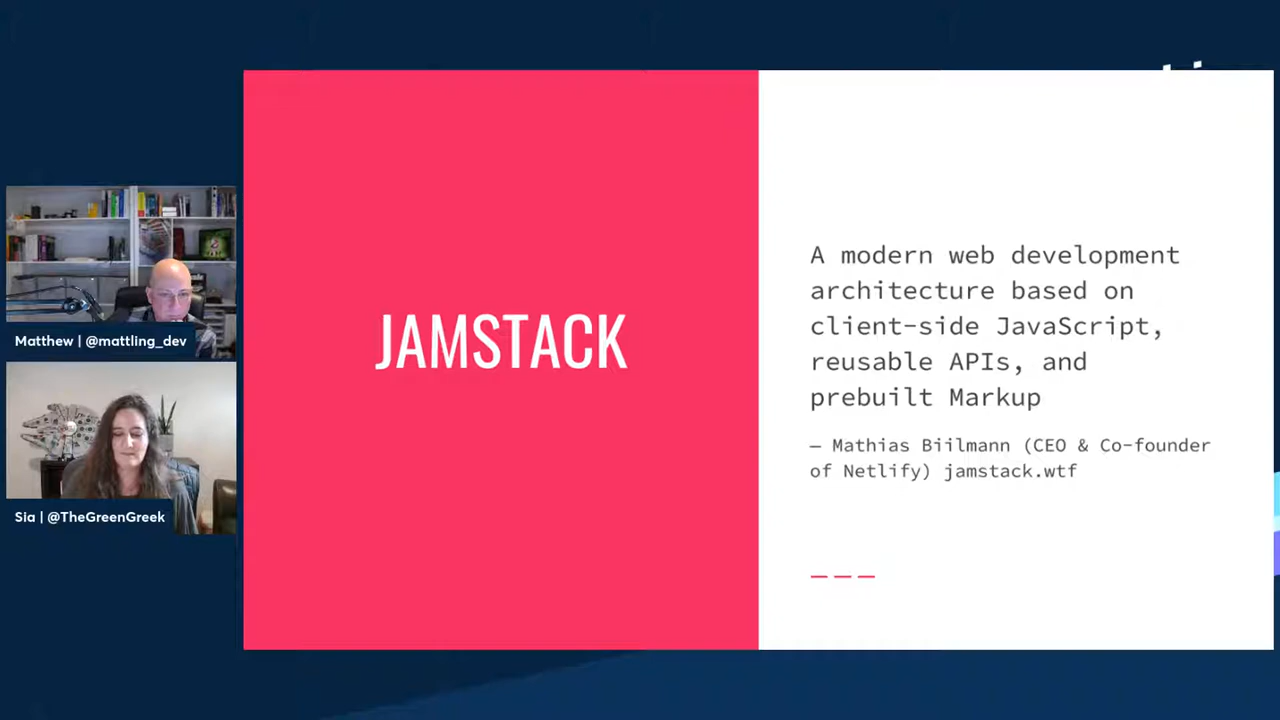 JAMSTACK
A modern web development
architecture based on
client-side JavaScript,
reusable APIs, and
prebuilt Markup
— Mathias Biilmann (CEO & Co-founder
of Netlify) jamstack.wtf
Matthew | @mattling_dev
Sia | @TheGreenGreek